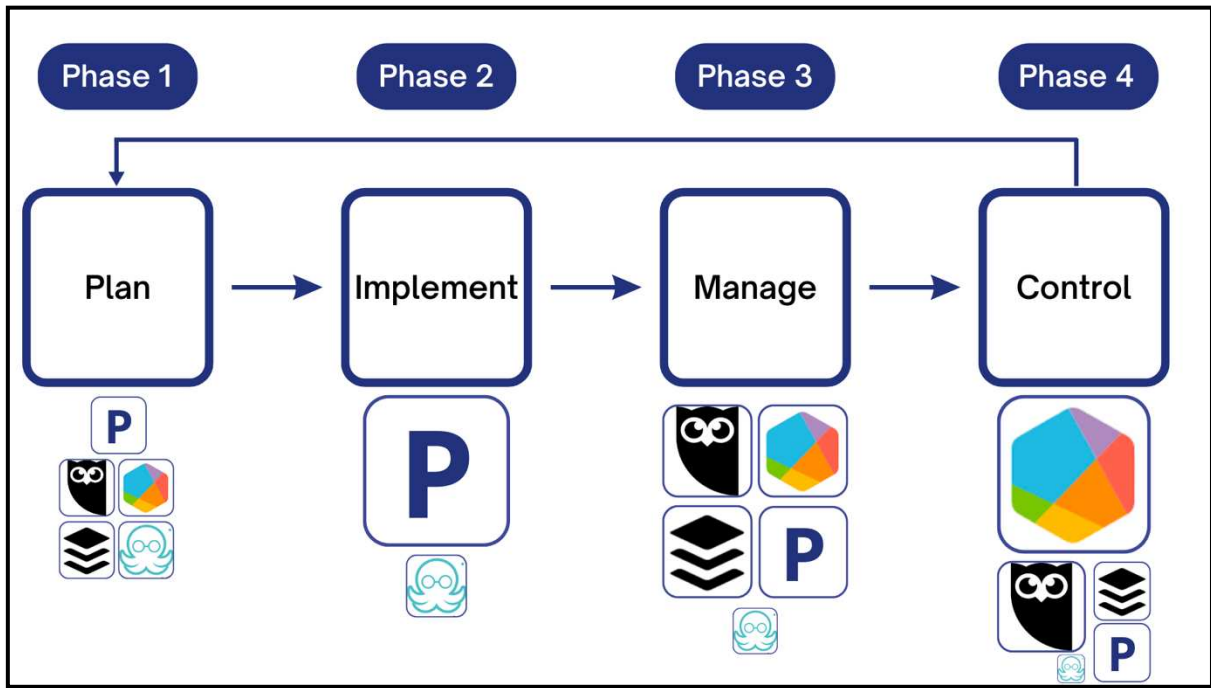 Phase 1
Phase 2
Phase 3
Phase 4
Plan
Implement
Manage
Control
P
P
P
P